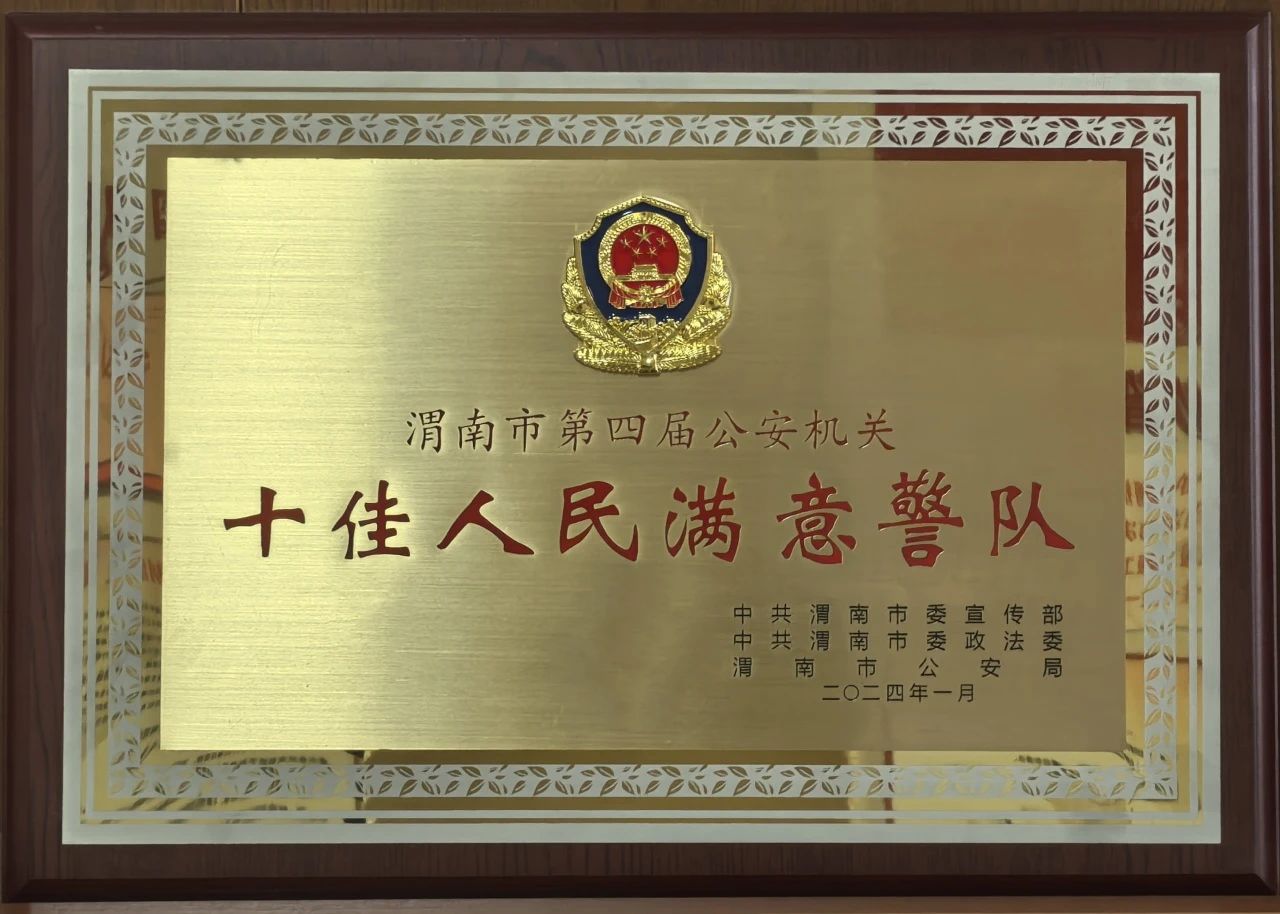 渭南市第四届公安机关
十佳人民满意警队
中共渭南市委宣传部
中共渭南市委政法委
渭南市公安局
二〇二四年一月